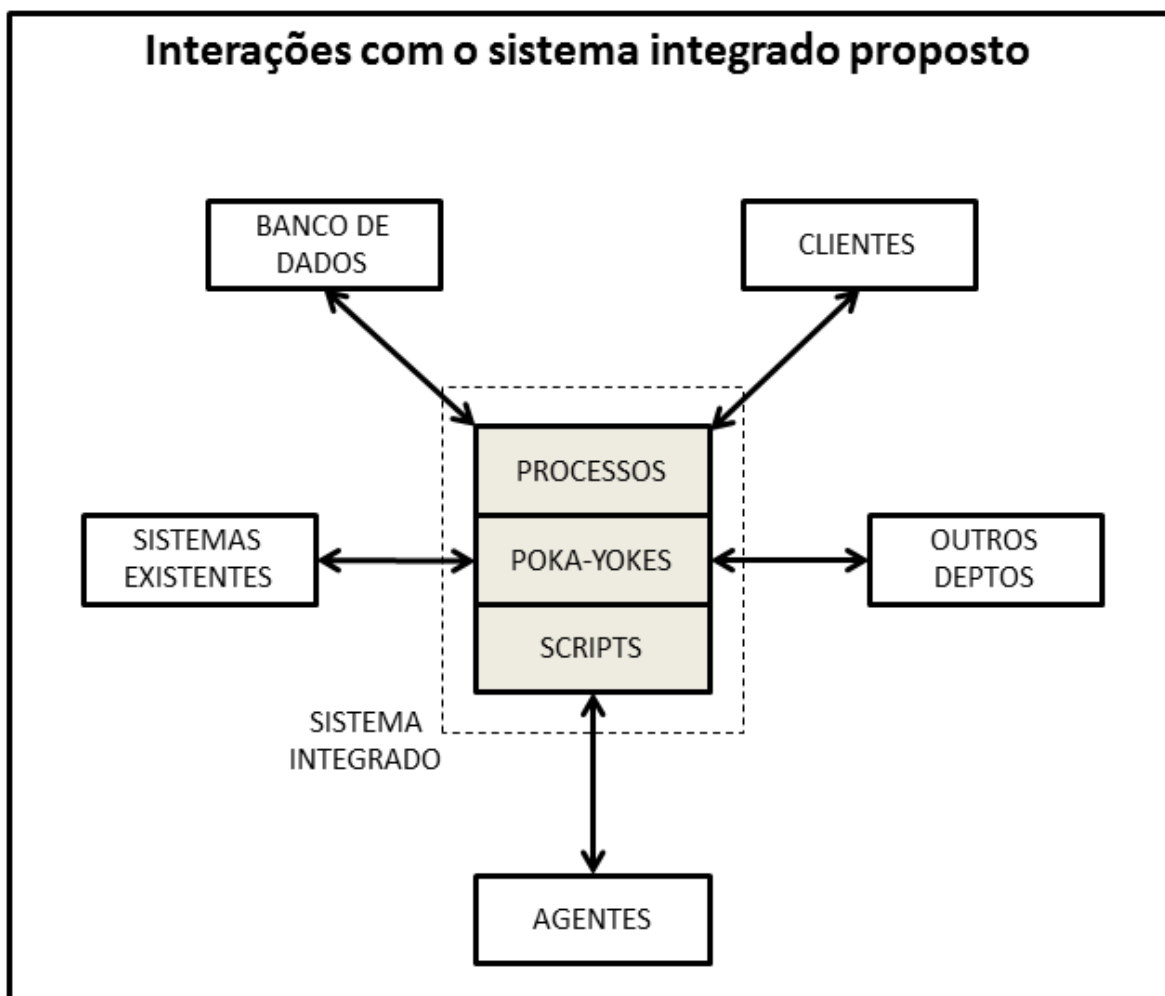 Interações com o sistema integrado proposto
BANCO DE
DADOS
CLIENTES
PROCESSOS
SISTEMAS
EXISTENTES
POKA-YOKES
OUTROS
DEPTOS
SCRIPTS
SISTEMA
INTEGRADO
AGENTES